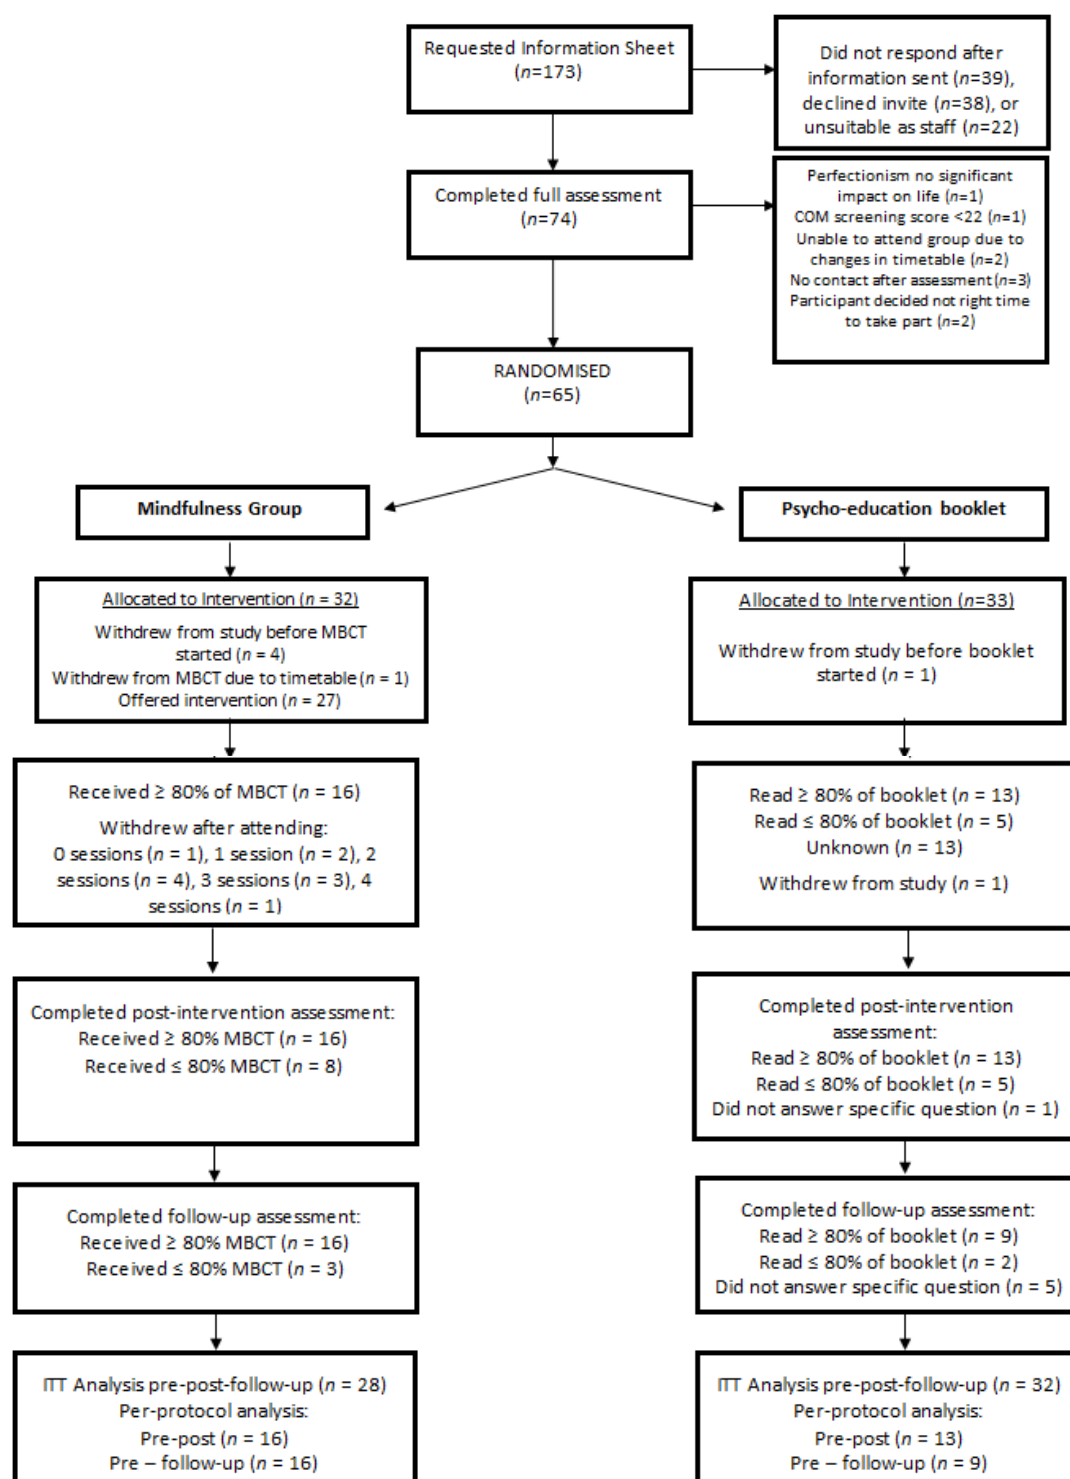 Requested Information Sheet
(n=173)
Did not respond after
information sent (n=39),
declined invite (n=38), or
unsuitable as staff (n=22)
Completed full assessment
(n=74)
Perfectionism no significant
impact on life (n=1)
COM screening score <22 (n=1)
Unable to attend group due to
changes in timetable (n=2)
No contact after assessment (n=3)
Participant decided not right time
to take part (n=2)
RANDOMISED
(n=65)
Mindfulness Group
Psycho-education booklet
Allocated to Intervention (n = 32)
Withdrew from study before MBCT
started (n = 4)
Withdrew from MBCT due to timetable (n = 1)
Offered intervention (n = 27)
Allocated to Intervention (n=33)
Withdrew from study before booklet
started (n = 1)
Received ≥ 80% of MBCT (n = 16)
Withdrew after attending:
0 sessions (n = 1), 1 session (n = 2), 2
sessions (n = 4), 3 sessions (n = 3), 4
sessions (n = 1)
Read ≥ 80% of booklet (n = 13)
Read ≤ 80% of booklet (n = 5)
Unknown (n = 13)
Withdrew from study (n = 1)
Completed post-intervention assessment:
Received ≥ 80% MBCT (n = 16)
Received ≤ 80% MBCT (n = 8)
Completed post-intervention
assessment:
Read ≥ 80% of booklet (n = 13)
Read ≤ 80% of booklet (n = 5)
Did not answer specific question (n = 1)
Completed follow-up assessment:
Received ≥ 80% MBCT (n = 16)
Received ≤ 80% MBCT (n = 3)
Completed follow-up assessment:
Read ≥ 80% of booklet (n = 9)
Read ≤ 80% of booklet (n = 2)
Did not answer specific question (n = 5)
ITT Analysis pre-post-follow-up (n = 28)
Per-protocol analysis:
Pre-post (n = 16)
Pre – follow-up (n = 16)
ITT Analysis pre-post-follow-up (n = 32)
Per-protocol analysis:
Pre-post (n = 13)
Pre – follow-up (n = 9)